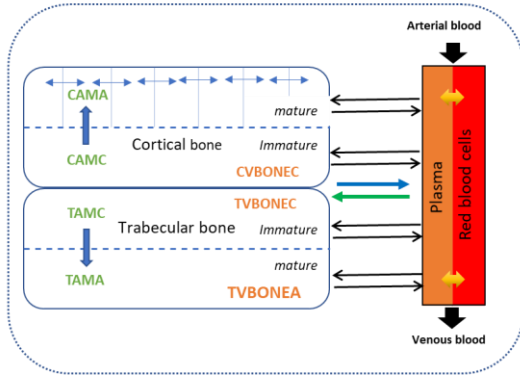 Arterial blood
CAMA
mature
Cortical bone
Immature
CAMC
CVBONEC
TVBONEC
TAMC
Trabecular bone
Immature
mature
TAMA
TVBONEA
Plasma
Red blood cells
Venous blood